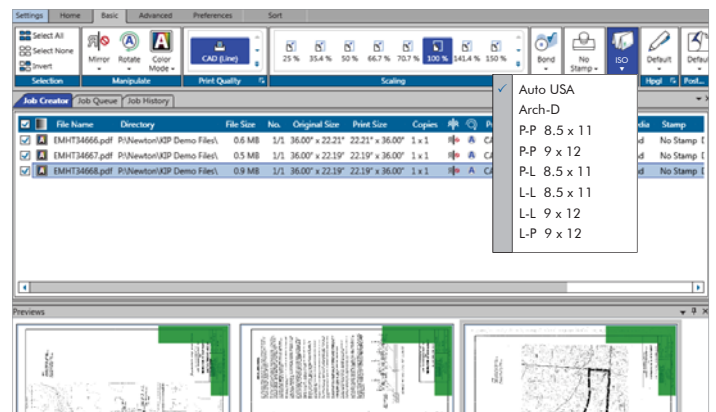 Settings Home Basic Advanced Preferences Sort
Select All
Select None
Invert
Mirror Rotate Color Mode
CAD (Line)
25 % 35.4 % 50 % 66.7 % 70.7 % 100 % 141.4 % 150 %
Bond
No Stamp
ISO
Default
Selection Manipulate Print Quality Scaling Hpgl Post...
Job Creator Job Queue Job History
File Name Directory File Size No. Original Size Print Size Copies Stamp
EMHT34666.pdf P:\Newton\KIP Demo Files\ 0.6 MB 1/1 36.00" x 22.21" 22.21" x 36.00" 1 x 1 No Stamp
EMHT34667.pdf P:\Newton\KIP Demo Files\ 0.5 MB 1/1 36.00" x 22.19" 22.19" x 36.00" 1 x 1 No Stamp
EMHT34668.pdf P:\Newton\KIP Demo Files\ 0.9 MB 1/1 36.00" x 22.19" 22.19" x 36.00" 1 x 1 No Stamp
Auto USA
Arch-D
P-P 8.5 x 11
P-P 9 x 12
P-L 8.5 x 11
L-L 8.5 x 11
L-L 9 x 12
L-P 9 x 12
Previews